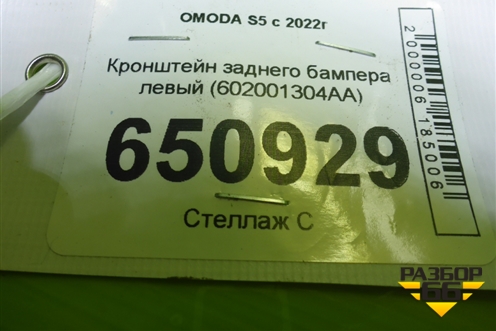 OMODA S5 с 2022г
Кронштейн заднего бампера
левый (602001304AA)
650929
Стеллаж С
2000006185006
РАЗБОР
66